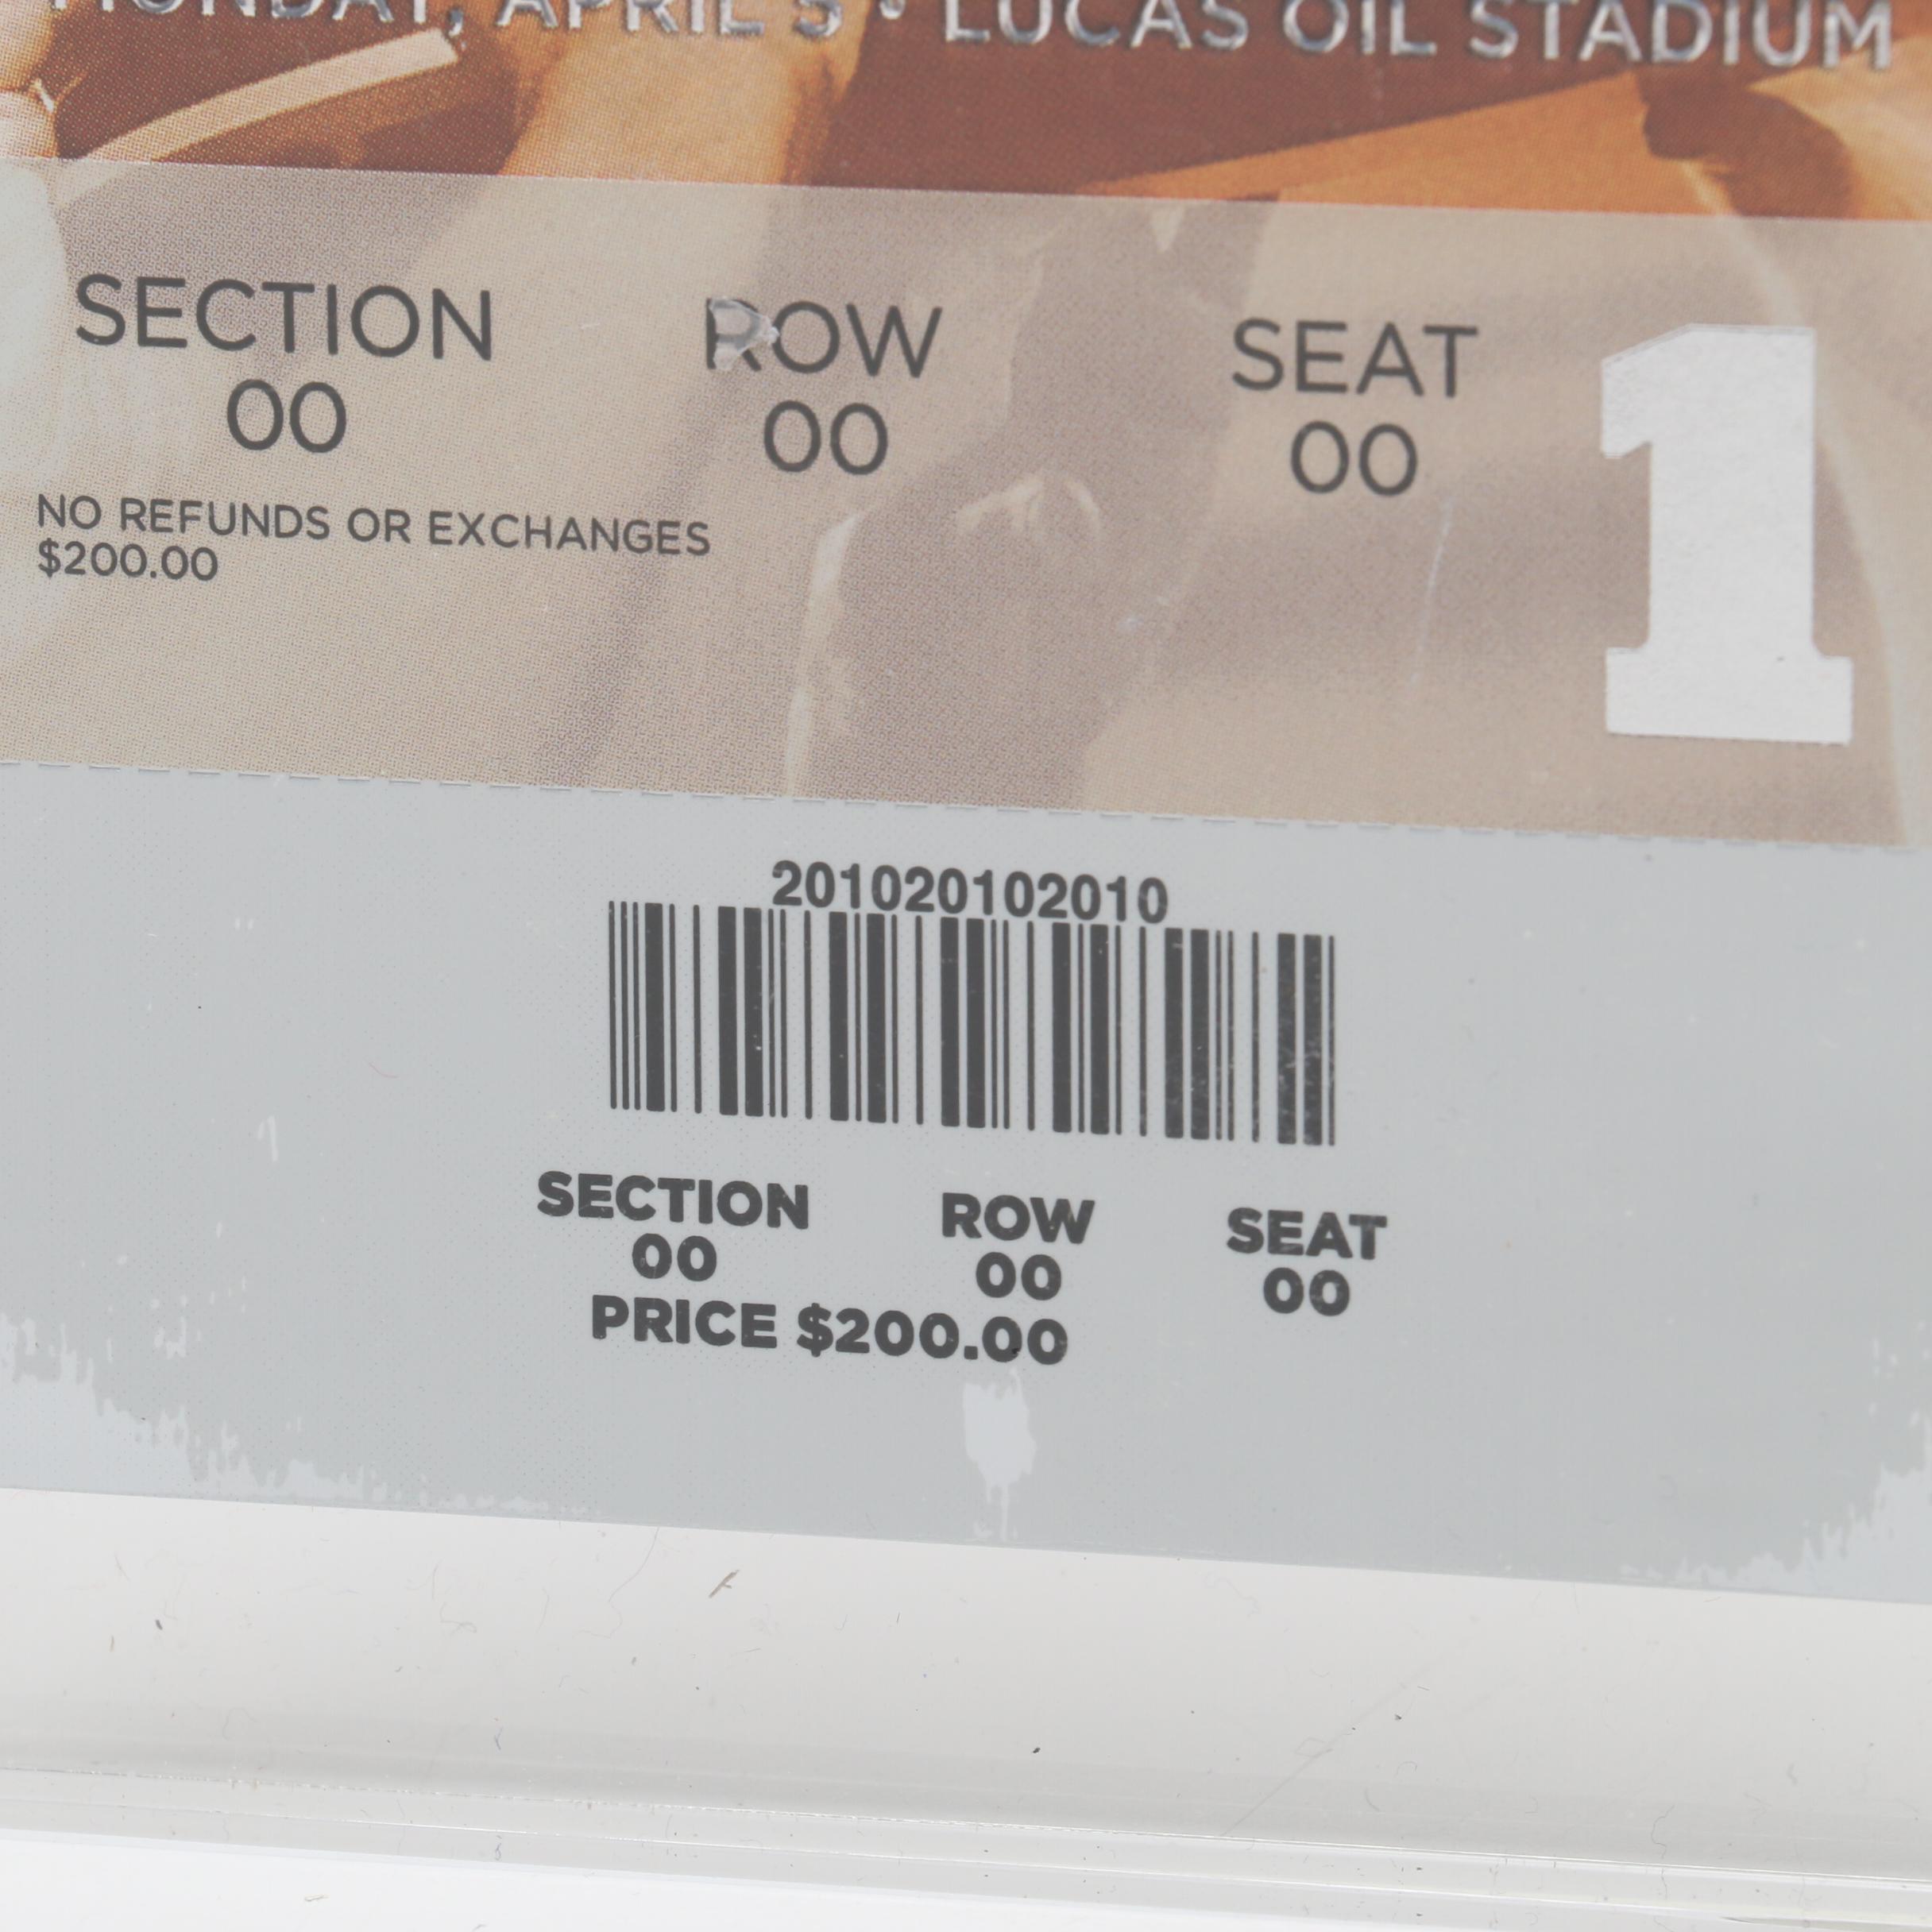 MONDAY, APRIL 5 • LUCAS OIL STADIUM
SECTION ROW SEAT
00 00 00
1
NO REFUNDS OR EXCHANGES
$200.00
201020102010
SECTION ROW SEAT
00 00 00
PRICE $200.00